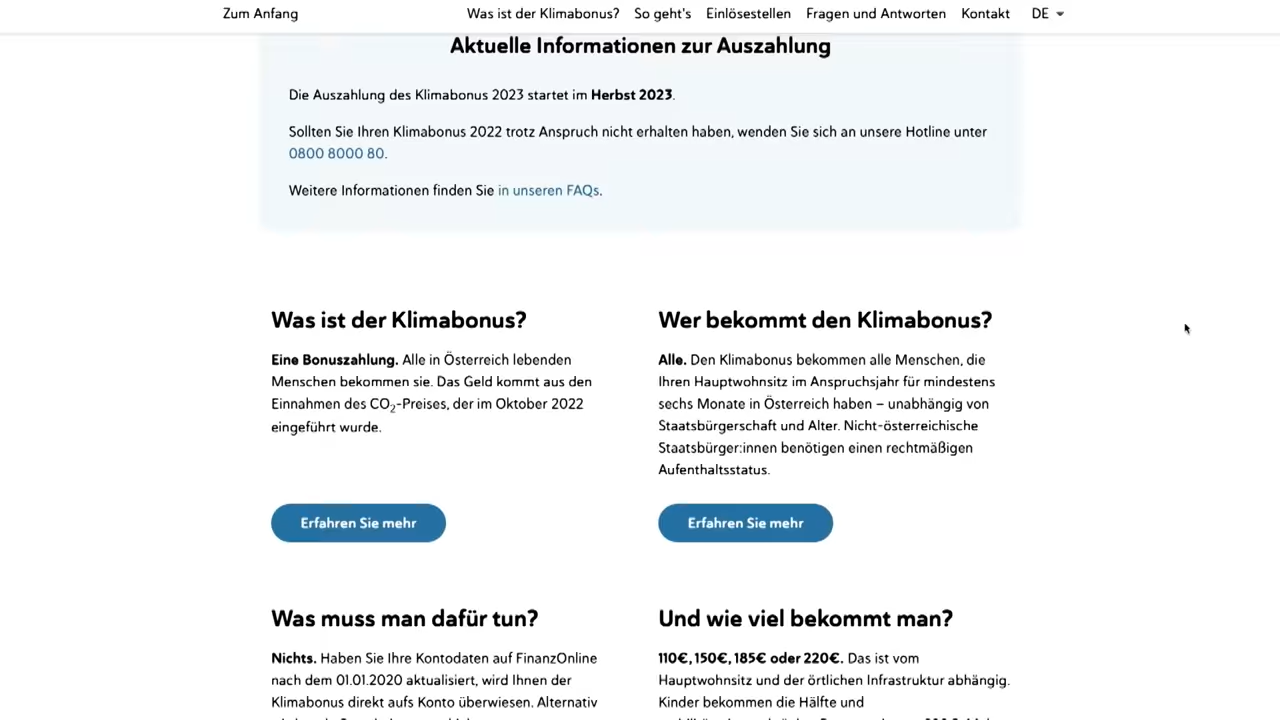 Zum Anfang
Was ist der Klimabonus?
So geht's
Einlösestellen
Fragen und Antworten
Kontakt
DE
Aktuelle Informationen zur Auszahlung
Die Auszahlung des Klimabonus 2023 startet im Herbst 2023.
Sollten Sie Ihren Klimabonus 2022 trotz Anspruch nicht erhalten haben, wenden Sie sich an unsere Hotline unter
0800 8000 80.
Weitere Informationen finden Sie in unseren FAQs.
Was ist der Klimabonus?
Eine Bonuszahlung. Alle in Österreich lebenden
Menschen bekommen sie. Das Geld kommt aus den
Einnahmen des CO₂-Preises, der im Oktober 2022
eingeführt wurde.
Erfahren Sie mehr
Wer bekommt den Klimabonus?
Alle. Den Klimabonus bekommen alle Menschen, die
Ihren Hauptwohnsitz im Anspruchsjahr für mindestens
sechs Monate in Österreich haben – unabhängig von
Staatsbürgerschaft und Alter. Nicht-österreichische
Staatsbürger:innen benötigen einen rechtmäßigen
Aufenthaltsstatus.
Erfahren Sie mehr
Was muss man dafür tun?
Nichts. Haben Sie Ihre Kontodaten auf FinanzOnline
nach dem 01.01.2020 aktualisiert, wird Ihnen der
Klimabonus direkt aufs Konto überwiesen. Alternativ
Und wie viel bekommt man?
110€, 150€, 185€ oder 220€. Das ist vom
Hauptwohnsitz und der örtlichen Infrastruktur abhängig.
Kinder bekommen die Hälfte und